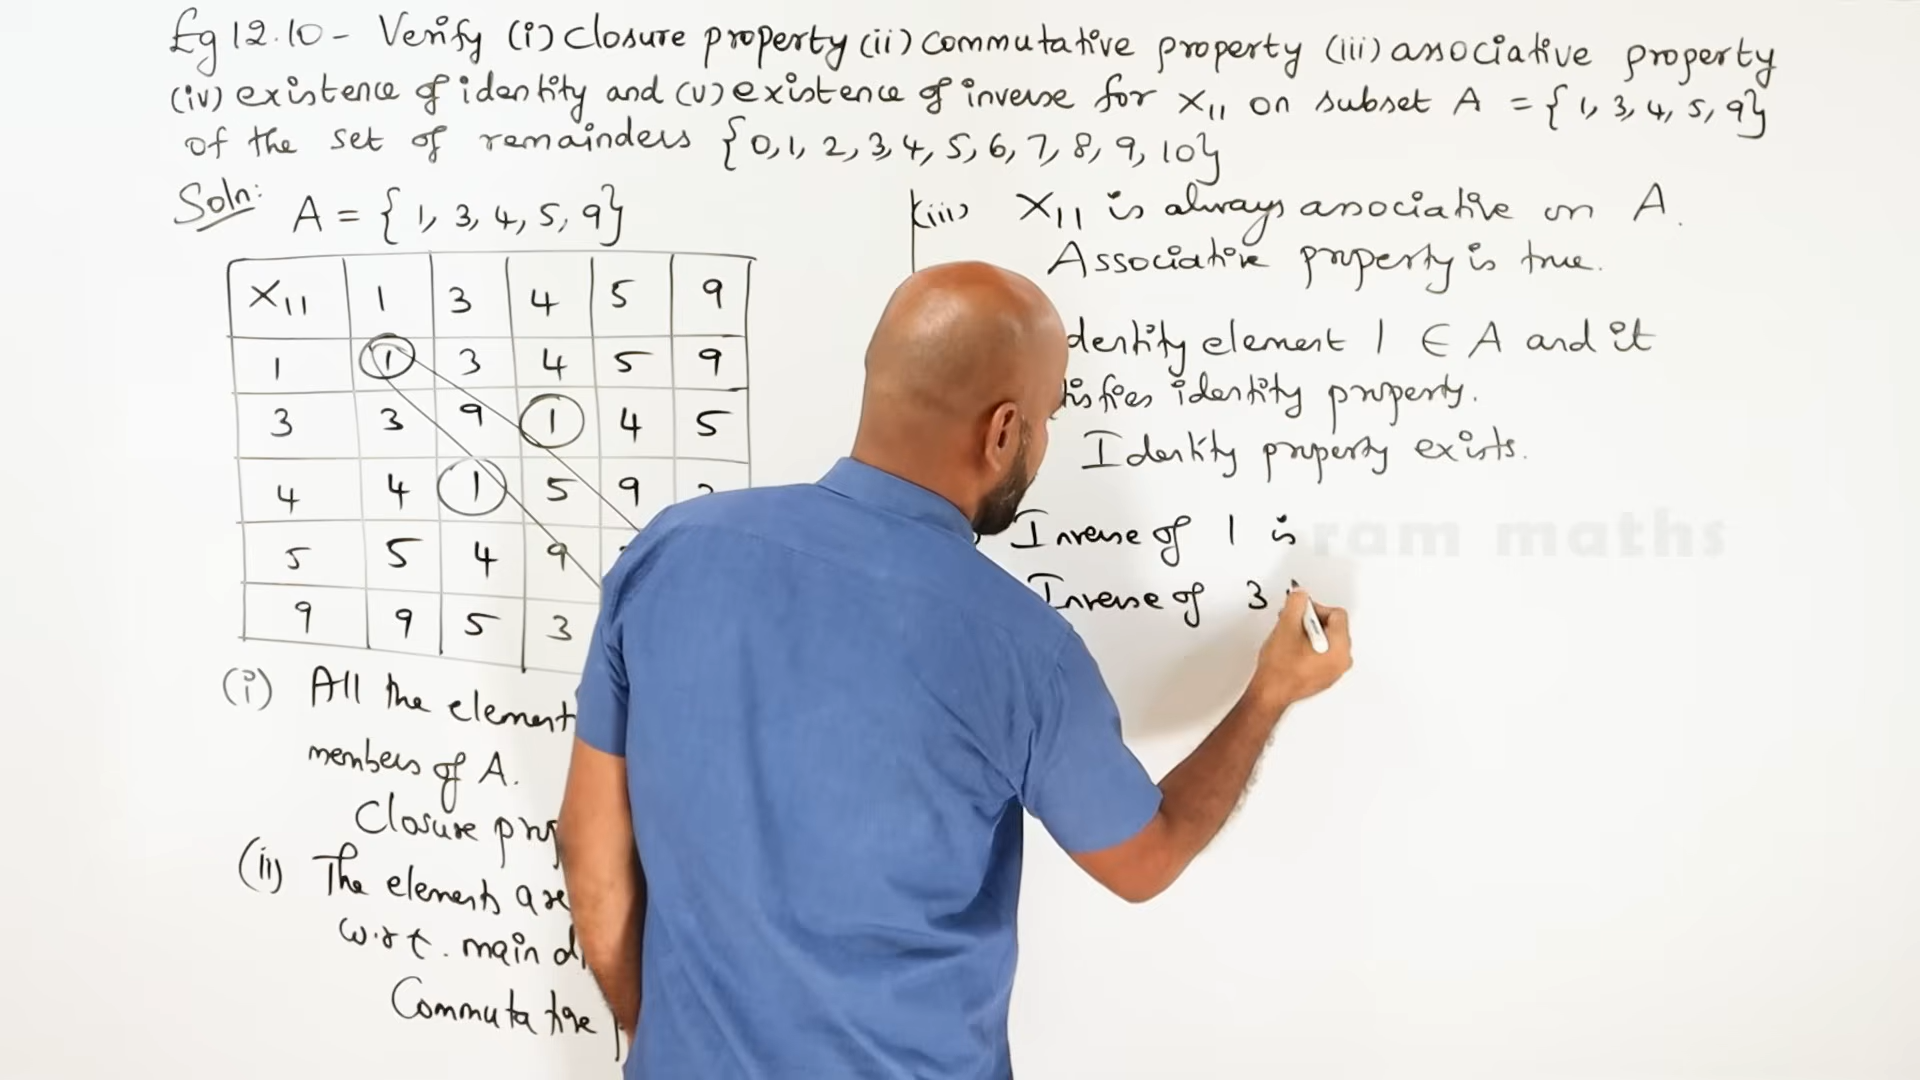 Eg 12.10 - Verify (i) closure property (ii) commutative property (iii) associative property
(iv) existence of identity and (v) existence of inverse for X11 on subset A = {1, 3, 4, 5, 9}
of the set of remainders {0, 1, 2, 3, 4, 5, 6, 7, 8, 9, 10}
Soln:
A = {1, 3, 4, 5, 9}
X11 1 3 4 5 9
1 1 3 4 5 9
3 3 9 1 4 5
4 4 1 5 9
5 5 4 9
9 9 5 3
(i) All the element
members of A.
Closure
(ii) The elements are
w.r.t. main
Commutative
(iii) X11 is always associative on A.
Associative property is true.
dentity element 1 ∈ A and it
tisfies identity property.
Identity property exists.
Inverse of 1 is
Inverse of 3
ram maths